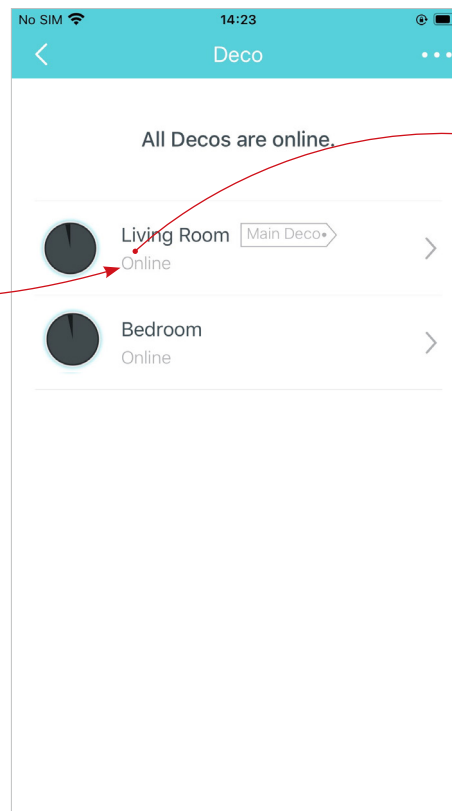 No SIM 14:23
Deco
All Decos are online.
Living Room Main Deco
Online
Bedroom
Online